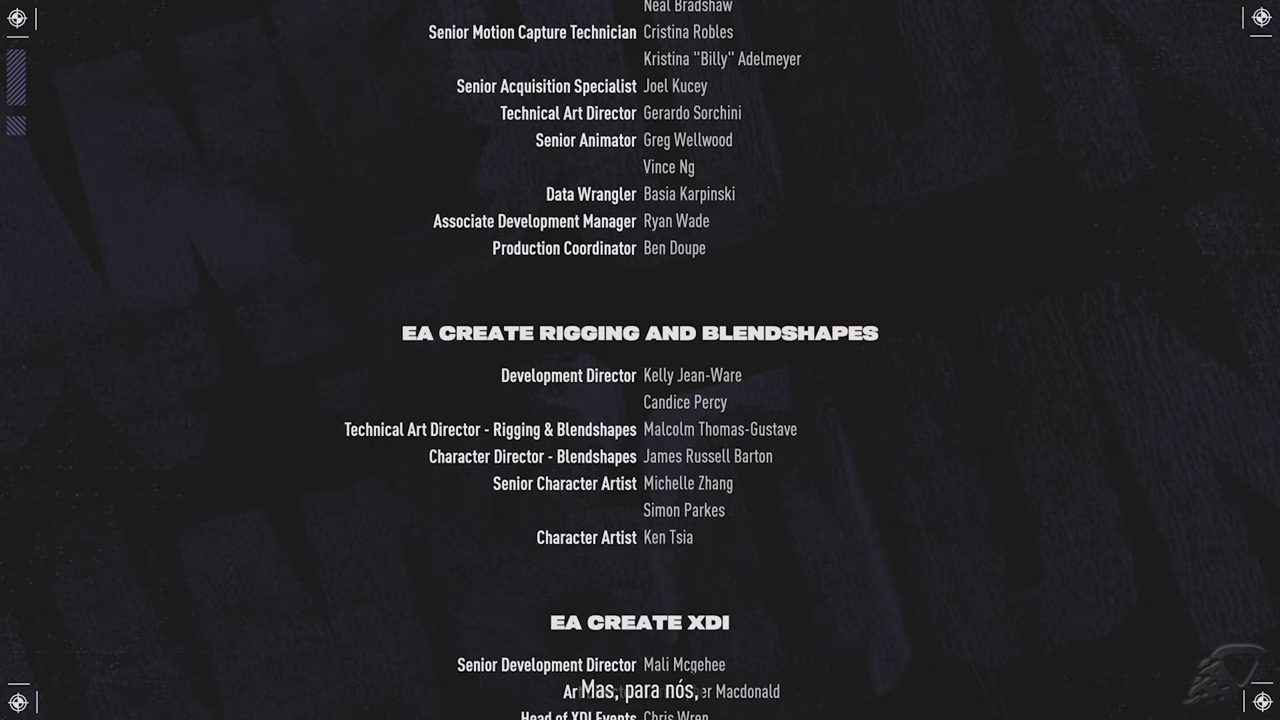 Neal Bradshaw
Senior Motion Capture Technician Cristina Robles
Kristina "Billy" Adelmeyer
Senior Acquisition Specialist Joel Kucey
Technical Art Director Gerardo Sorchini
Senior Animator Greg Wellwood
Vince Ng
Data Wrangler Basia Karpinski
Associate Development Manager Ryan Wade
Production Coordinator Ben Doupe
EA CREATE RIGGING AND BLENDSHAPES
Development Director Kelly Jean-Ware
Candice Percy
Technical Art Director - Rigging & Blendshapes Malcolm Thomas-Gustave
Character Director - Blendshapes James Russell Barton
Senior Character Artist Michelle Zhang
Simon Parkes
Character Artist Ken Tsia
EA CREATE XDI
Senior Development Director Mali Mcgehee
Macdonald
Mas, para nós,
Head of XDI Events Chris Wren